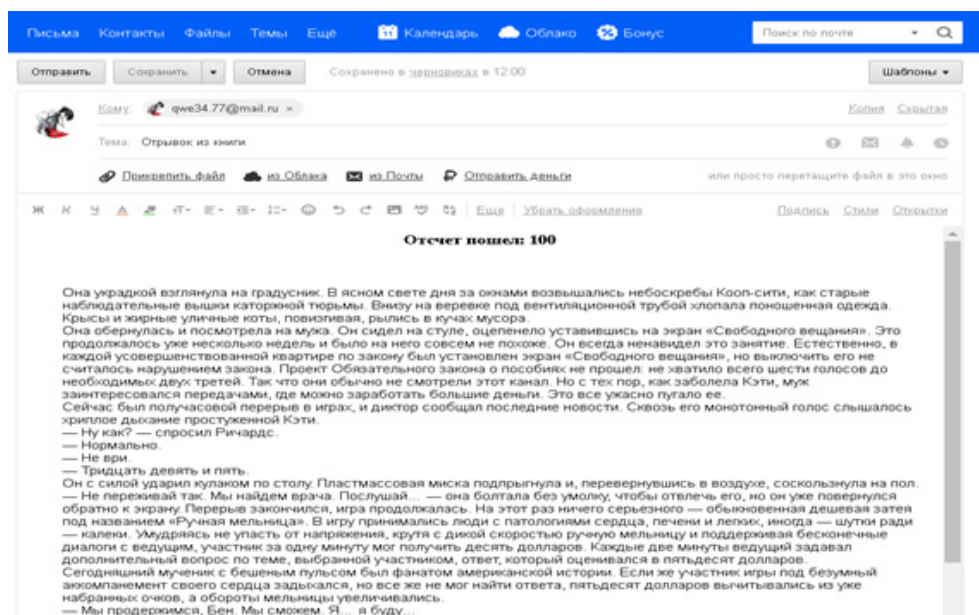 Письма Контакты Файлы Темы Ещё 17 Календарь Облако Бонус Поиск по почте
Отправить Сохранить Отмена Сохранено в черновиках в 12:00 Шаблоны
Кому: qwe34.77@mail.ru × Копия Скрытая
Тема: Отрывок из книги
Прикрепить файл из Облака из Почты Отправить деньги или просто перетащите файл в это окно
Ж К Ч А Еще Убрать оформление Подпись Стили Открытки
Отсчет пошел: 100
Она украдкой взглянула на градусник. В ясном свете дня за окнами возвышались небоскребы Кооп-сити, как старые
наблюдательные вышки каторжной тюрьмы. Внизу на веревке под вентиляционной трубой хлопала поношенная одежда.
Крысы и жирные уличные коты, повизгивая, рылись в кучах мусора.
Она обернулась и посмотрела на мужа. Он сидел на стуле, оцепенело уставившись на экран «Свободного вещания». Это
продолжалось уже несколько недель и было на него совсем не похоже. Он всегда ненавидел это занятие. Естественно, в
каждой усовершенствованной квартире по закону был установлен экран «Свободного вещания», но выключить его не
считалось нарушением закона. Проект Обязательного закона о пособиях не прошел: не хватило всего шести голосов до
необходимых двух третей. Так что они обычно не смотрели этот канал. Но с тех пор, как заболела Кэти, муж
заинтересовался передачами, где можно заработать большие деньги. Это все ужасно пугало ее.
Сейчас был получасовой перерыв в играх, и диктор сообщал последние новости. Сквозь его монотонный голос слышалось
хриплое дыхание простуженной Кэти.
— Ну как? — спросил Ричардс.
— Нормально.
— Не ври.
— Тридцать девять и пять.
Он с силой ударил кулаком по столу. Пластмассовая миска подпрыгнула и, перевернувшись в воздухе, соскользнула на пол.
— Не переживай так. Мы найдем врача. Послушай... — она болтала без умолку, чтобы отвлечь его, но он уже повернулся
обратно к экрану. Перерыв закончился, игра продолжалась. На этот раз ничего серьезного — обыкновенная дешевая затея
под названием «Ручная мельница». В игру принимались люди с патологиями сердца, печени и легких, иногда — шутки ради
— калеки. Умудряясь не упасть от напряжения, крутя с дикой скоростью ручную мельницу и поддерживая бесконечные
диалоги с ведущим, участник за одну минуту мог получить десять долларов. Каждые две минуты ведущий задавал
дополнительный вопрос по теме, выбранной участником, ответ, который оценивался в пятьдесят долларов.
Сегодняшний мученик с бешеным пульсом был фанатом американской истории. Если же участник игры под безумный
аккомпанемент своего сердца задыхался, но все же не мог найти ответа, пятьдесят долларов вычитывались из уже
набранных очков, а обороты мельницы увеличивались.
— Мы продержимся, Бен. Мы сможем. Я... я буду...